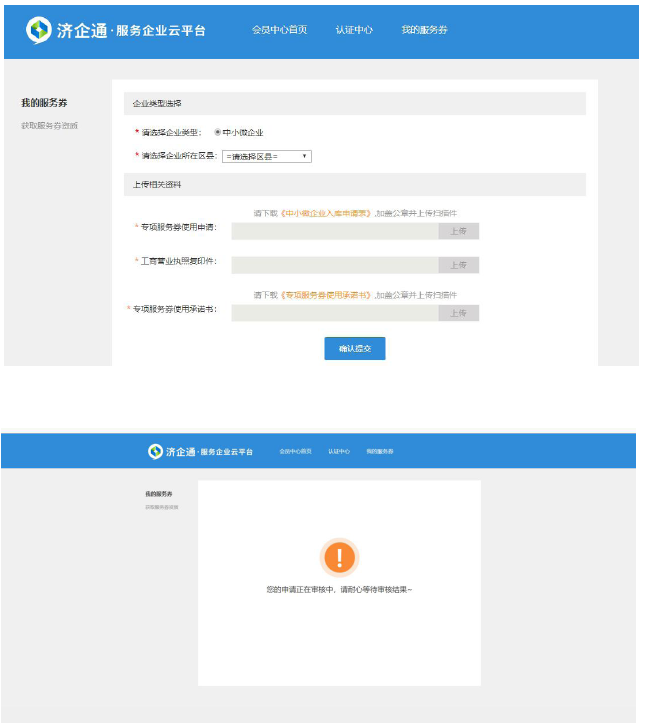 济企通·服务企业云平台 会员中心首页 认证中心 我的服务券
我的服务券
获取服务券资质
企业类型选择
* 请选择企业类型： 中小微企业
* 请选择企业所在区县： =请选择区县=
上传相关资料
请下载《中小微企业入库申请表》,加盖公章并上传扫描件
* 专项服务券使用申请： 上传
* 工商营业执照复印件： 上传
请下载《专项服务券使用承诺书》,加盖公章并上传扫描件
* 专项服务券使用承诺书： 上传
确认提交
济企通·服务企业云平台 会员中心首页 认证中心 我的服务券
我的服务券
获取服务券资质
您的申请正在审核中，请耐心等待审核结果~